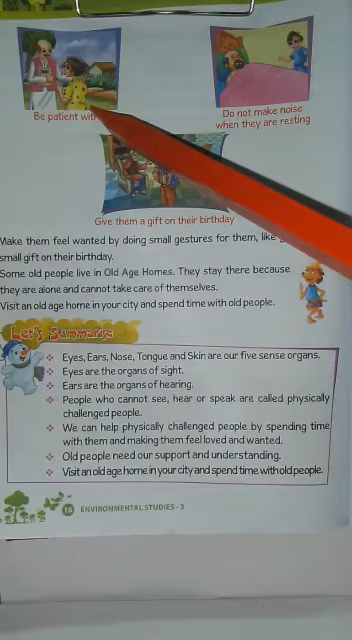 Be patient with
Do not make noise
when they are resting
Give them a gift on their birthday
Make them feel wanted by doing small gestures for them, like
small gift on their birthday.
Some old people live in Old Age Homes. They stay there because
they are alone and cannot take care of themselves.
Visit an old age home in your city and spend time with old people.
Let's Summarise
❖ Eyes, Ears, Nose, Tongue and Skin are our five sense organs.
❖ Eyes are the organs of sight.
❖ Ears are the organs of hearing.
❖ People who cannot see, hear or speak are called physically
challenged people.
❖ We can help physically challenged people by spending time
with them and making them feel loved and wanted.
❖ Old people need our support and understanding.
❖ Visit an old age home in your city and spend time with old people.
16 ENVIRONMENTAL STUDIES - 3